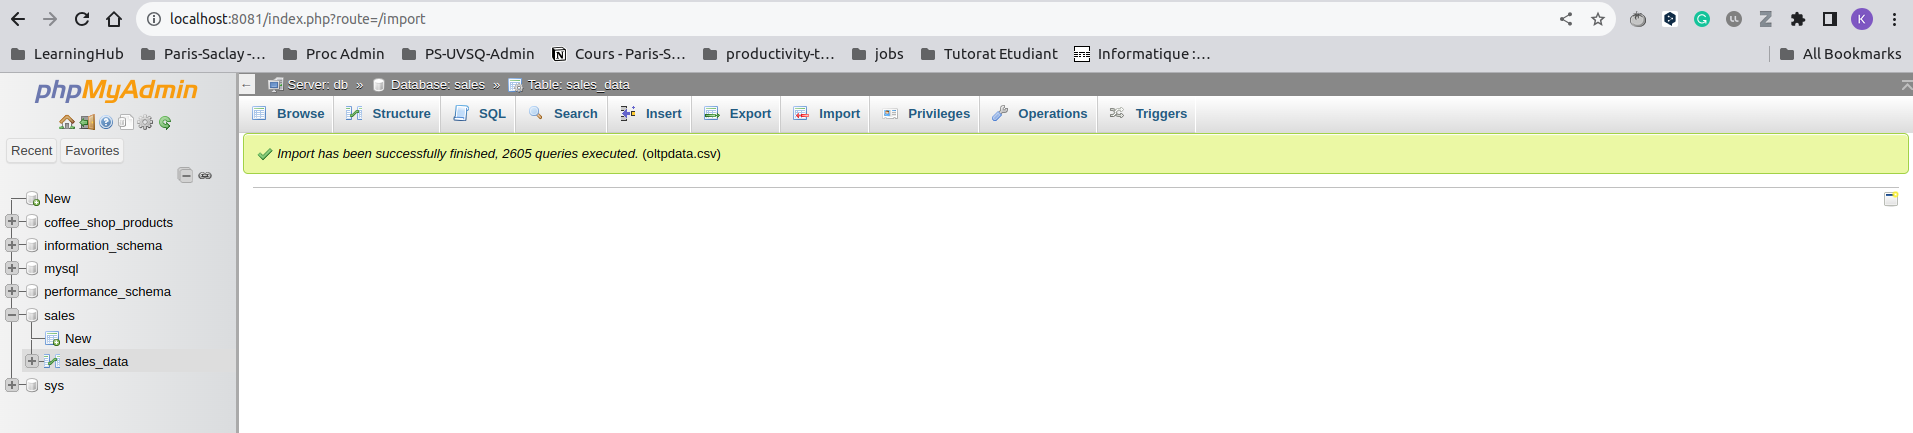 localhost:8081/index.php?route=/import
K
LearningHub Paris-Saclay -... Proc Admin PS-UVSQ-Admin Cours - Paris-S... productivity-t... jobs Tutorat Etudiant Informatique :... All Bookmarks
phpMyAdmin
Recent Favorites
New
coffee_shop_products
information_schema
mysql
performance_schema
sales
New
sales_data
sys
← Server: db » Database: sales » Table: sales_data
Browse Structure SQL Search Insert Export Import Privileges Operations Triggers
Import has been successfully finished, 2605 queries executed. (oltpdata.csv)